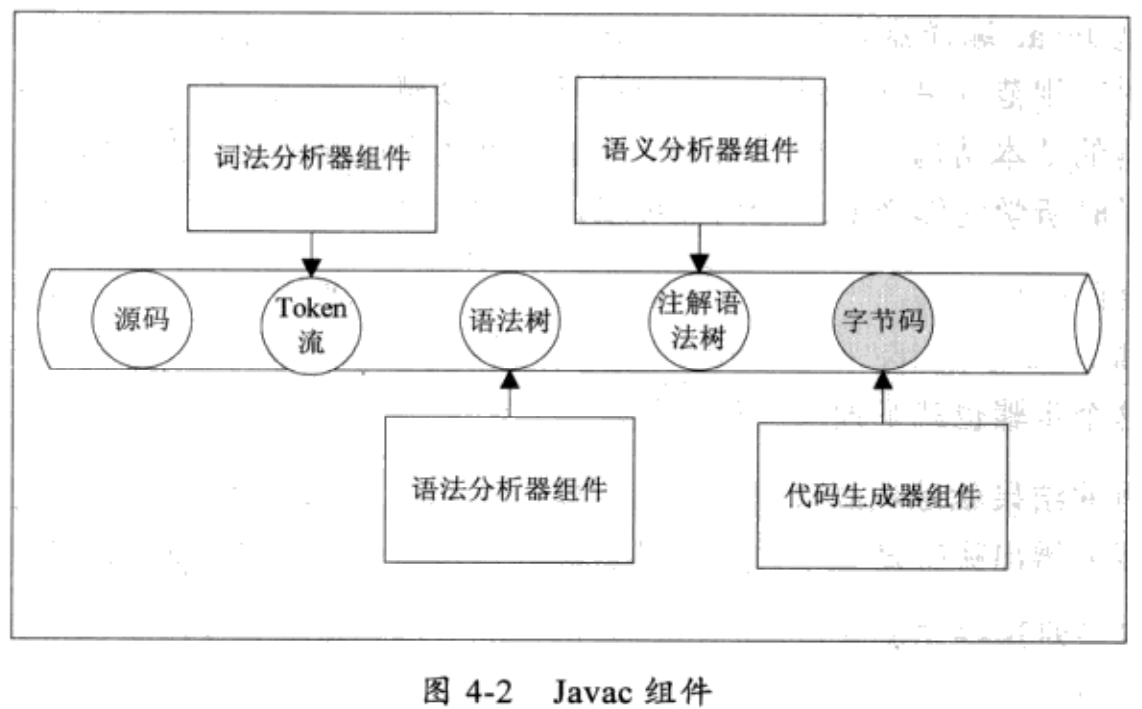 词法分析器组件
语义分析器组件
源码
Token
流
语法树
注解语
法树
字节码
语法分析器组件
代码生成器组件
图 4-2 Javac 组件